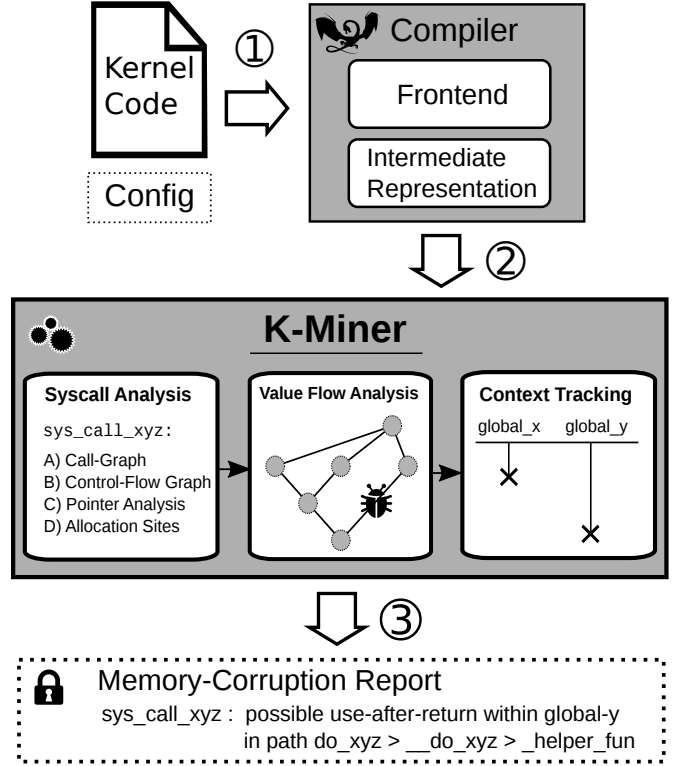 Kernel
Code
①
Config
Compiler
Frontend
Intermediate
Representation
②
K-Miner
Syscall Analysis
sys_call_xyz:
A) Call-Graph
B) Control-Flow Graph
C) Pointer Analysis
D) Allocation Sites
Value Flow Analysis
Context Tracking
global_x global_y
③
Memory-Corruption Report
sys_call_xyz : possible use-after-return within global-y
in path do_xyz > __do_xyz > _helper_fun